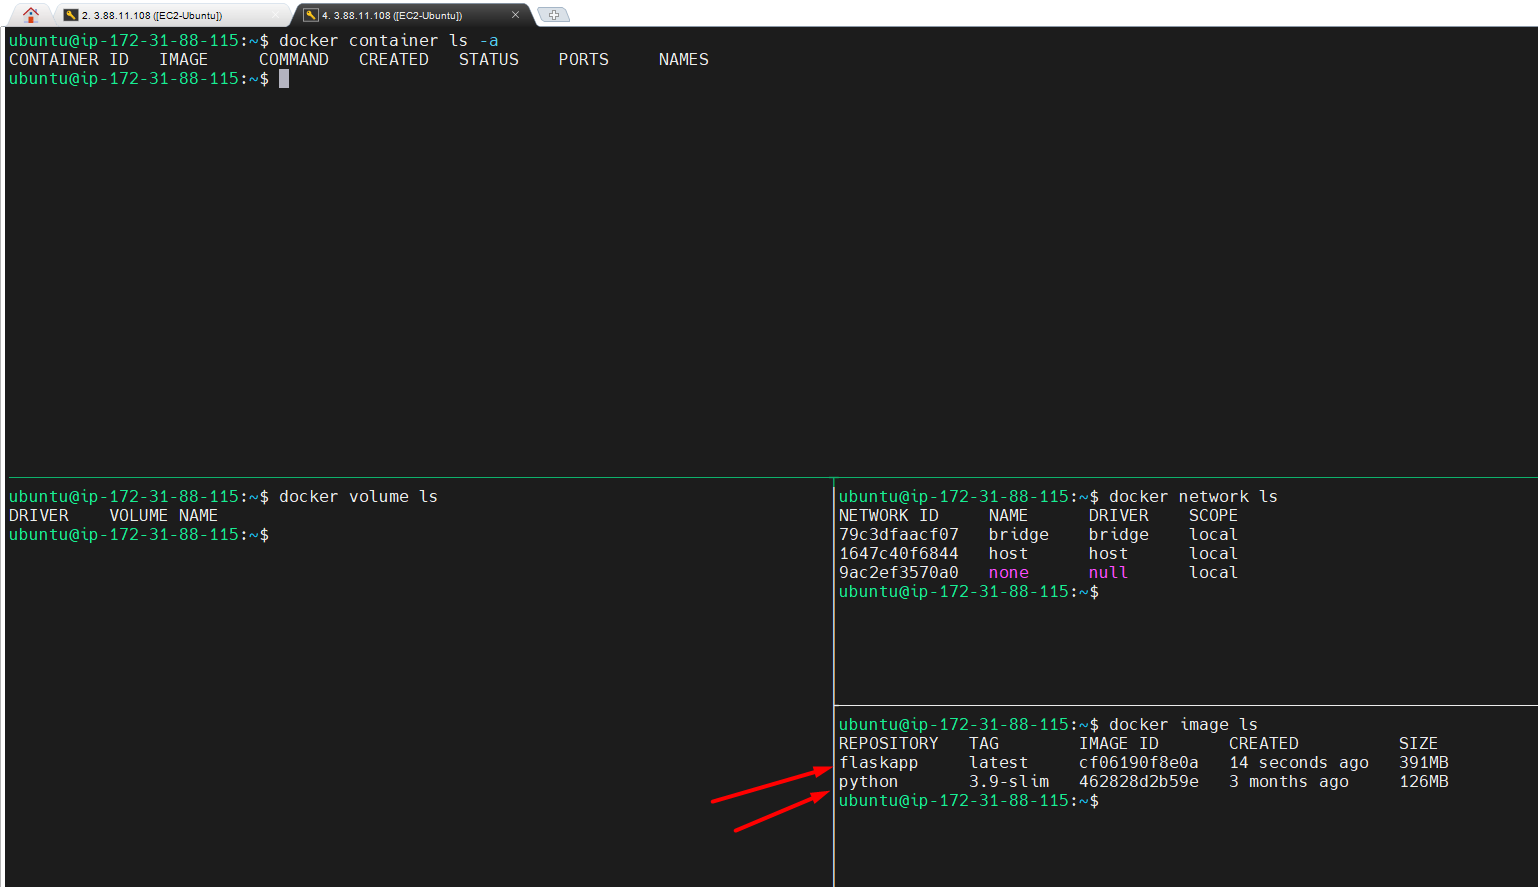 2. 3.88.11.108 ([EC2-Ubuntu])
4. 3.88.11.108 ([EC2-Ubuntu])
ubuntu@ip-172-31-88-115:~$ docker container ls -a
CONTAINER ID   IMAGE     COMMAND   CREATED   STATUS    PORTS     NAMES
ubuntu@ip-172-31-88-115:~$
ubuntu@ip-172-31-88-115:~$ docker volume ls
DRIVER    VOLUME NAME
ubuntu@ip-172-31-88-115:~$
ubuntu@ip-172-31-88-115:~$ docker network ls
NETWORK ID     NAME      DRIVER    SCOPE
79c3dfaacf07   bridge    bridge    local
1647c40f6844   host      host      local
9ac2ef3570a0   none      null      local
ubuntu@ip-172-31-88-115:~$
ubuntu@ip-172-31-88-115:~$ docker image ls
REPOSITORY   TAG        IMAGE ID       CREATED          SIZE
flaskapp     latest     cf06190f8e0a   14 seconds ago   391MB
python       3.9-slim   462828d2b59e   3 months ago     126MB
ubuntu@ip-172-31-88-115:~$